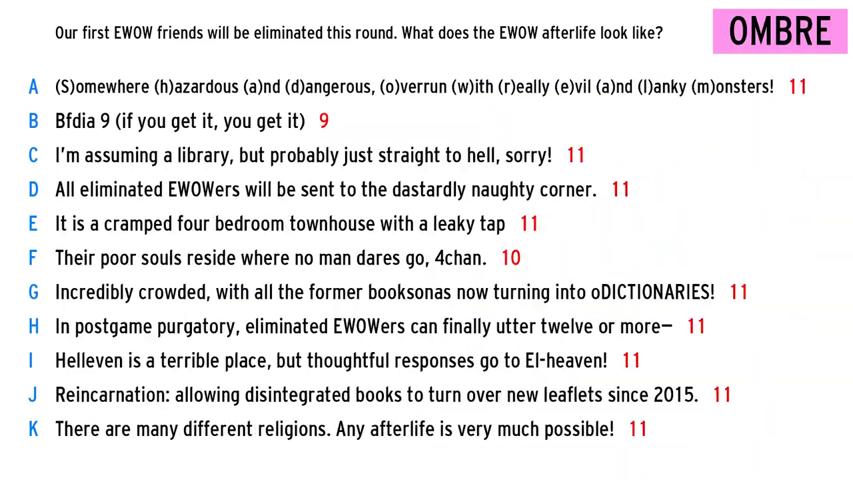 Our first EWOW friends will be eliminated this round. What does the EWOW afterlife look like?
OMBRE
A (S)omewhere (h)azardous (a)nd (d)angerous, (o)verrun (w)ith (r)eally (e)vil (a)nd (l)anky (m)onsters! 11
B Bfdia 9 (if you get it, you get it) 9
C I'm assuming a library, but probably just straight to hell, sorry! 11
D All eliminated EWOWers will be sent to the dastardly naughty corner. 11
E It is a cramped four bedroom townhouse with a leaky tap 11
F Their poor souls reside where no man dares go, 4chan. 10
G Incredibly crowded, with all the former booksonas now turning into oDICTIONARIES! 11
H In postgame purgatory, eliminated EWOWers can finally utter twelve or more— 11
I Helleven is a terrible place, but thoughtful responses go to El-heaven! 11
J Reincarnation: allowing disintegrated books to turn over new leaflets since 2015. 11
K There are many different religions. Any afterlife is very much possible! 11